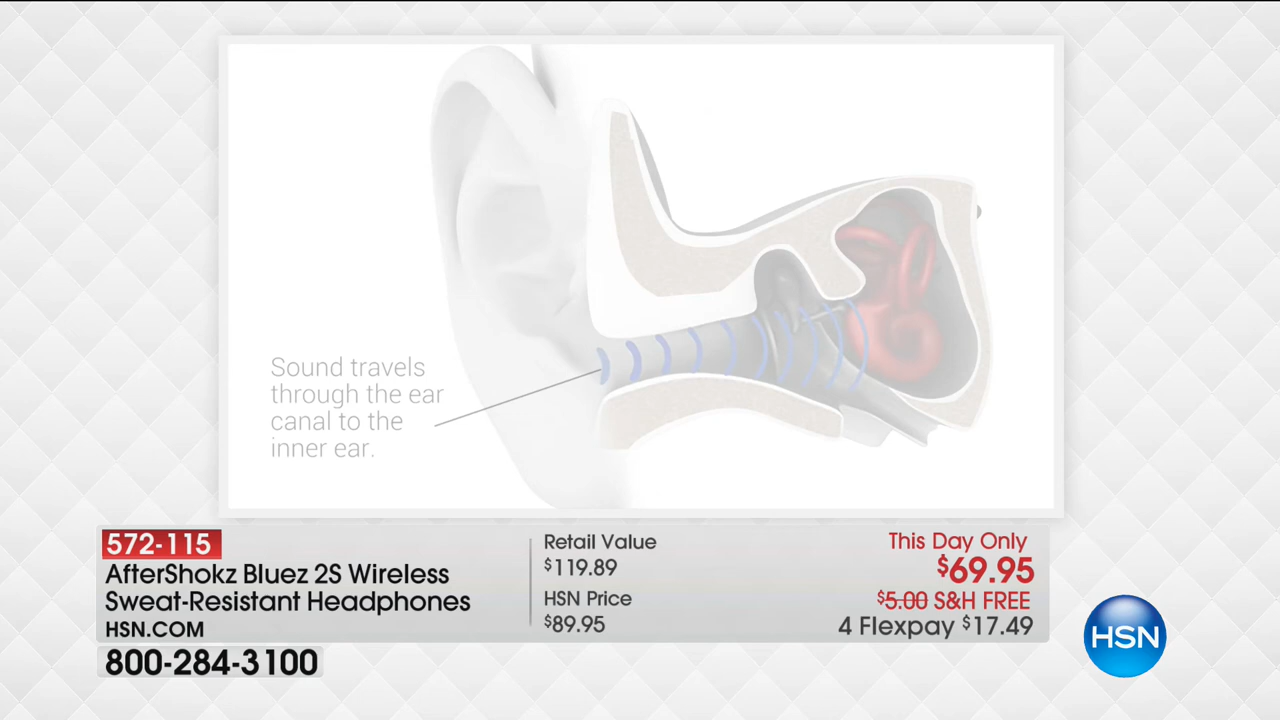 Sound travels
through the ear
canal to the
inner ear.
572-115
AfterShokz Bluez 2S Wireless
Sweat-Resistant Headphones
HSN.COM
800-284-3100
Retail Value
$119.89
HSN Price
$89.95
This Day Only
$69.95
$5.00 S&H FREE
4 Flexpay $17.49
HSN